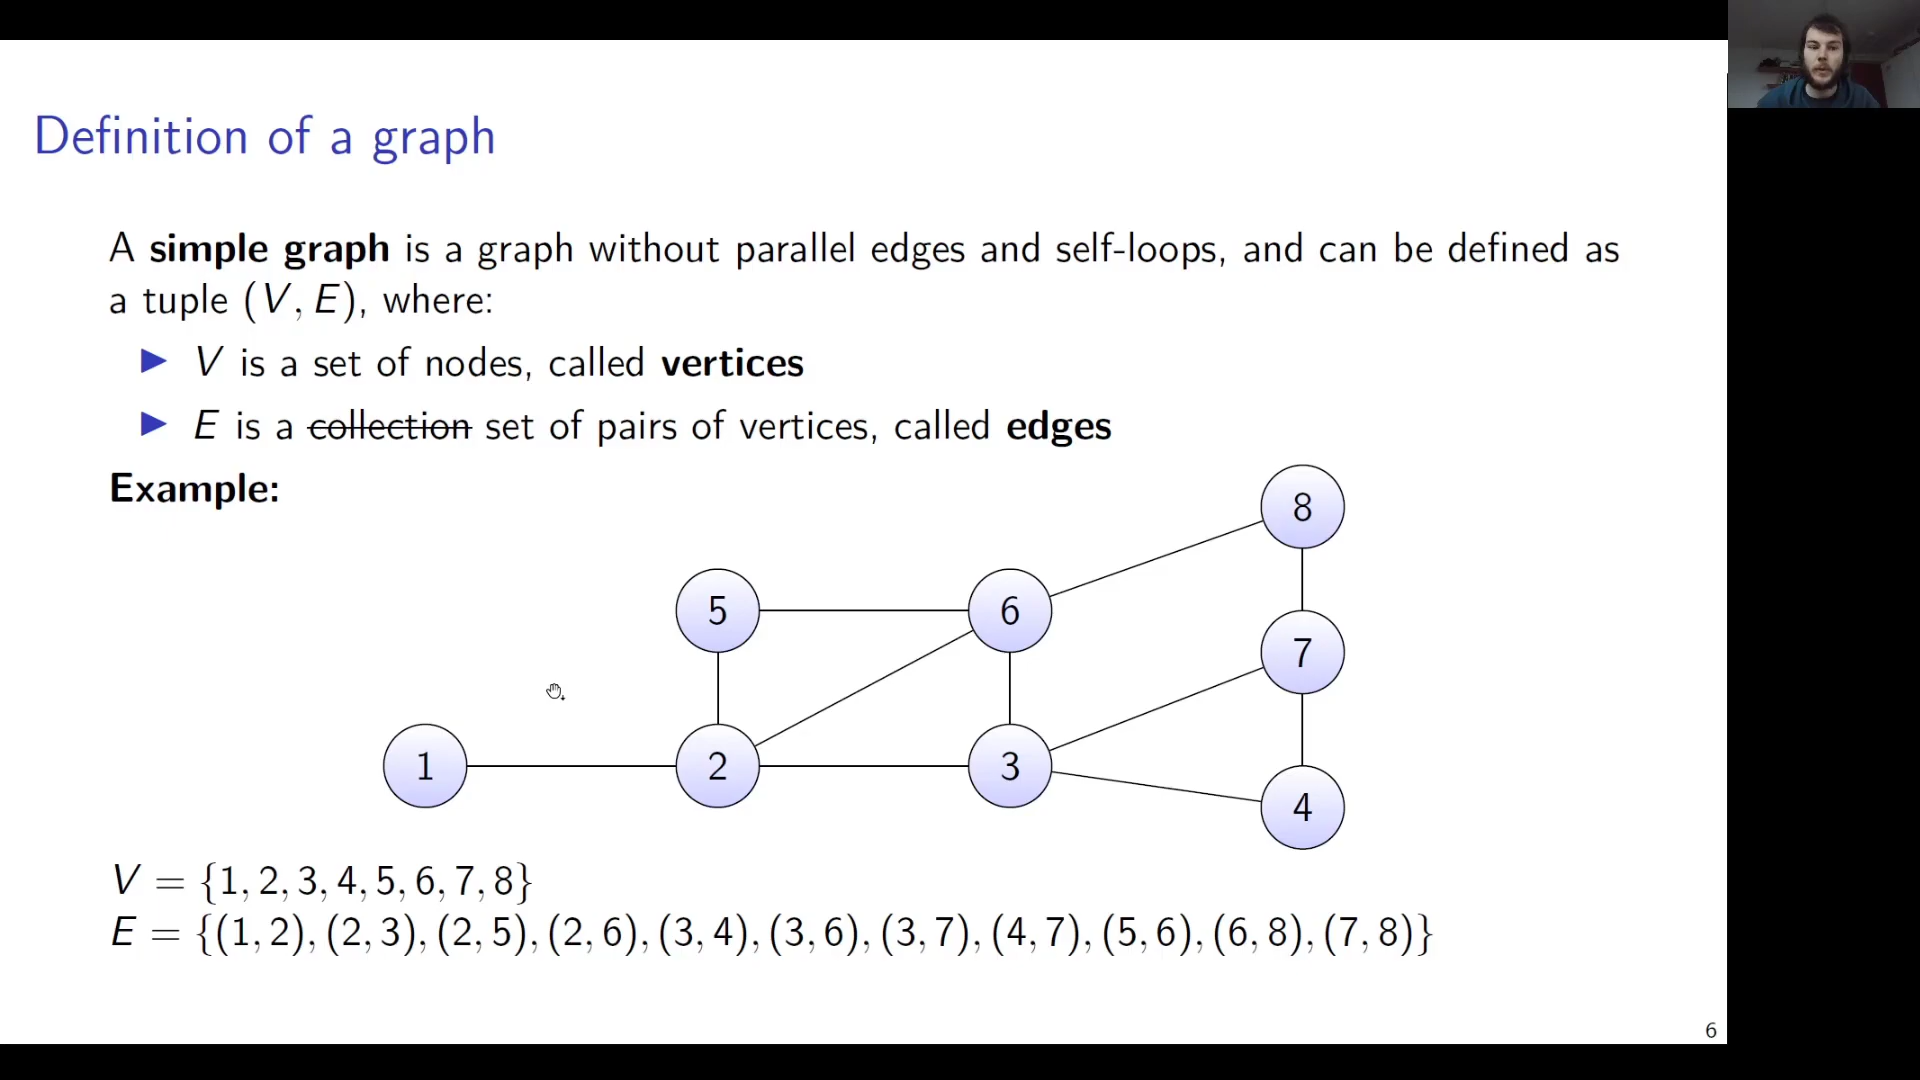 Definition of a graph
A simple graph is a graph without parallel edges and self-loops, and can be defined as
a tuple (V, E), where:
▶ V is a set of nodes, called vertices
▶ E is a ~~collection~~ set of pairs of vertices, called edges
Example:
8
5
6
7
1
2
3
4
V = {1, 2, 3, 4, 5, 6, 7, 8}
E = {(1, 2), (2, 3), (2, 5), (2, 6), (3, 4), (3, 6), (3, 7), (4, 7), (5, 6), (6, 8), (7, 8)}
6